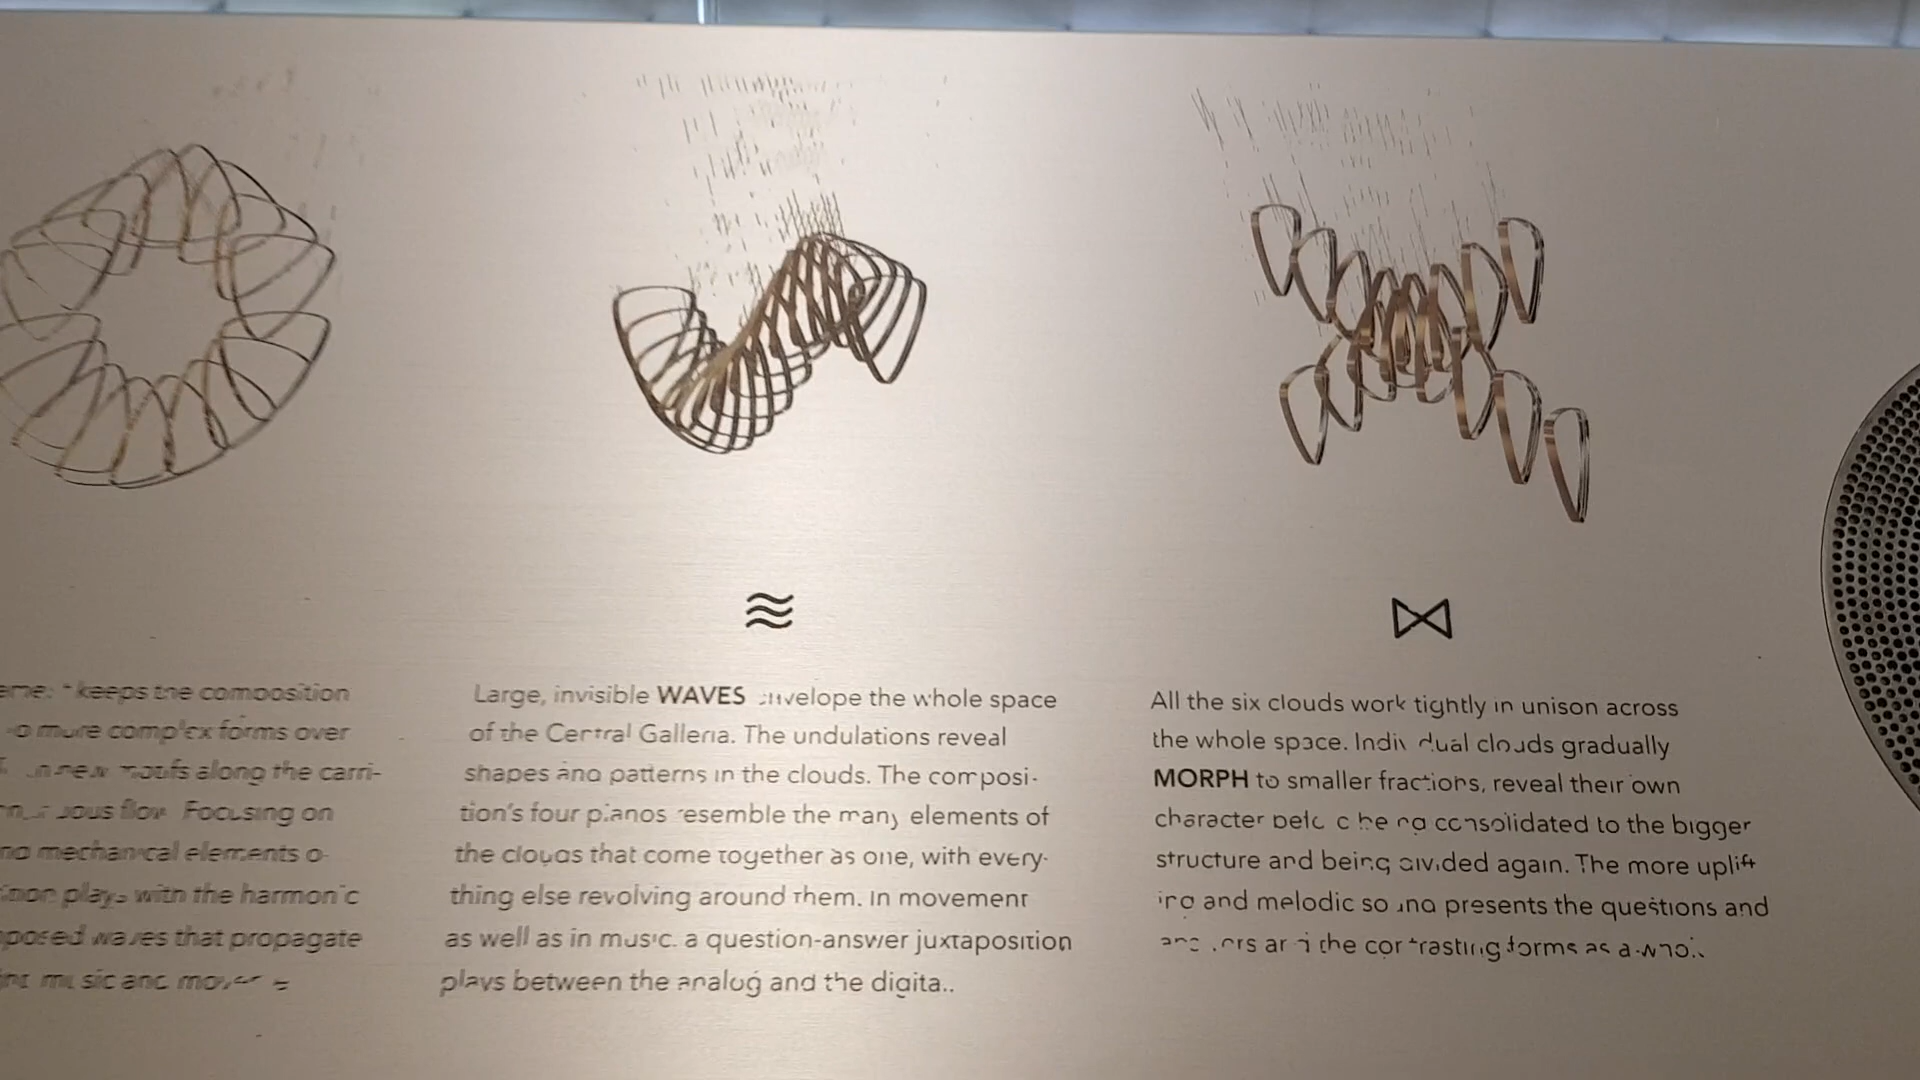 keeps the composition
more complex forms over
along the carri-
flow. Focusing on
mechanical elements
plays with the harmonic
waves that propagate
music and
Large, invisible WAVES envelope the whole space
of the Central Galleria. The undulations reveal
shapes and patterns in the clouds. The composi-
tion's four pianos resemble the many elements of
the clouds that come together as one, with every-
thing else revolving around them. In movement
as well as in music, a question-answer juxtaposition
plays between the analog and the digital.
All the six clouds work tightly in unison across
the whole space. Individual clouds gradually
MORPH to smaller fractions, reveal their own
character before being consolidated to the bigger
structure and being divided again. The more uplift
ing and melodic sound presents the questions and
and the contrasting forms as a